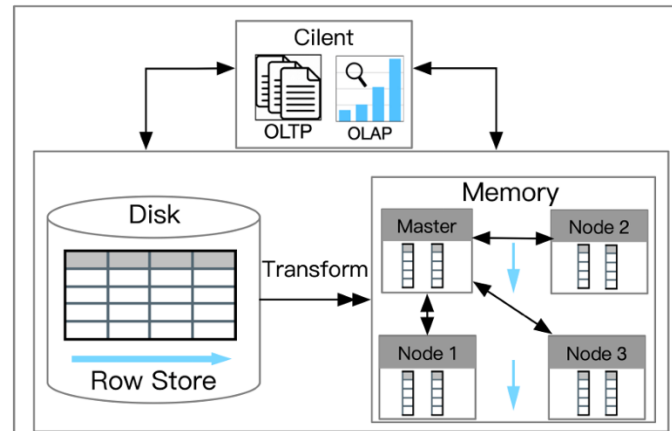 Cilent
OLTP
OLAP
Disk
Row Store
Transform
Memory
Master
Node 2
Node 1
Node 3